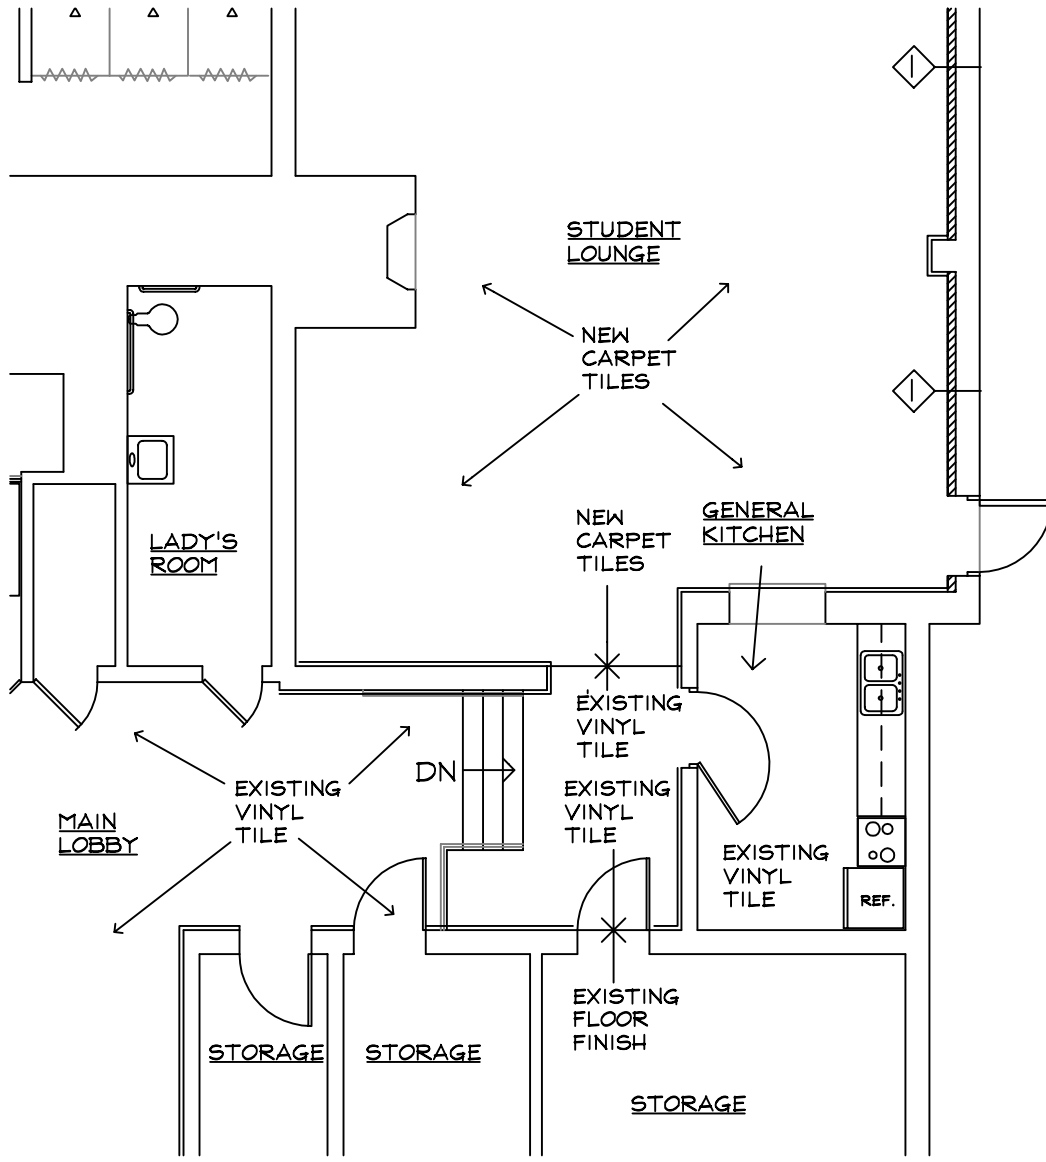 STUDENT
LOUNGE
NEW
CARPET
TILES
GENERAL
KITCHEN
NEW
CARPET
TILES
LADY'S
ROOM
EXISTING
VINYL
TILE
DN
EXISTING
VINYL
TILE
EXISTING
VINYL
TILE
MAIN
LOBBY
EXISTING
VINYL
TILE
REF.
EXISTING
FLOOR
FINISH
STORAGE
STORAGE
STORAGE